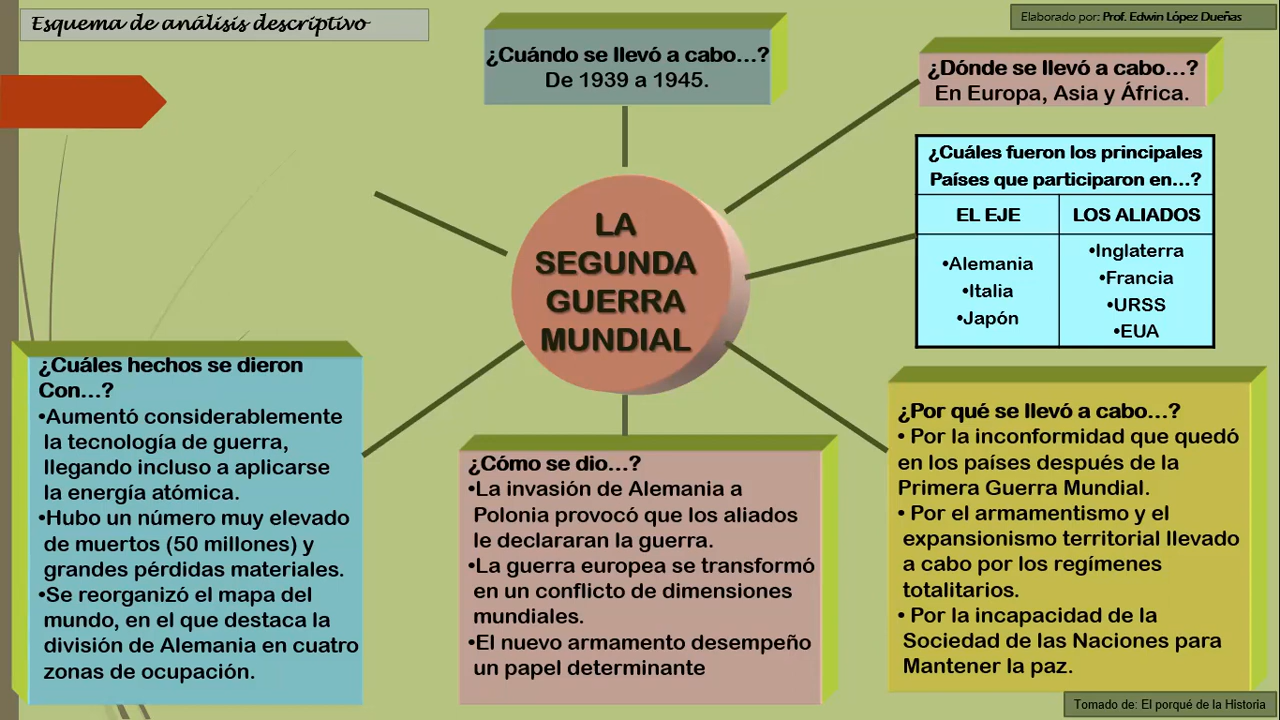 Esquema de análisis descriptivo
Elaborado por: Prof. Edwin López Dueñas
¿Cuándo se llevó a cabo...?
De 1939 a 1945.
¿Dónde se llevó a cabo...?
En Europa, Asia y África.
¿Cuáles fueron los principales
Países que participaron en...?
EL EJE
LOS ALIADOS
•Alemania
•Italia
•Japón
•Inglaterra
•Francia
•URSS
•EUA
LA
SEGUNDA
GUERRA
MUNDIAL
¿Cuáles hechos se dieron
Con...?
•Aumentó considerablemente
la tecnología de guerra,
llegando incluso a aplicarse
la energía atómica.
•Hubo un número muy elevado
de muertos (50 millones) y
grandes pérdidas materiales.
•Se reorganizó el mapa del
mundo, en el que destaca la
división de Alemania en cuatro
zonas de ocupación.
¿Cómo se dio...?
•La invasión de Alemania a
Polonia provocó que los aliados
le declararan la guerra.
•La guerra europea se transformó
en un conflicto de dimensiones
mundiales.
•El nuevo armamento desempeño
un papel determinante
¿Por qué se llevó a cabo...?
• Por la inconformidad que quedó
en los países después de la
Primera Guerra Mundial.
• Por el armamentismo y el
expansionismo territorial llevado
a cabo por los regímenes
totalitarios.
• Por la incapacidad de la
Sociedad de las Naciones para
Mantener la paz.
Tomado de: El porqué de la Historia